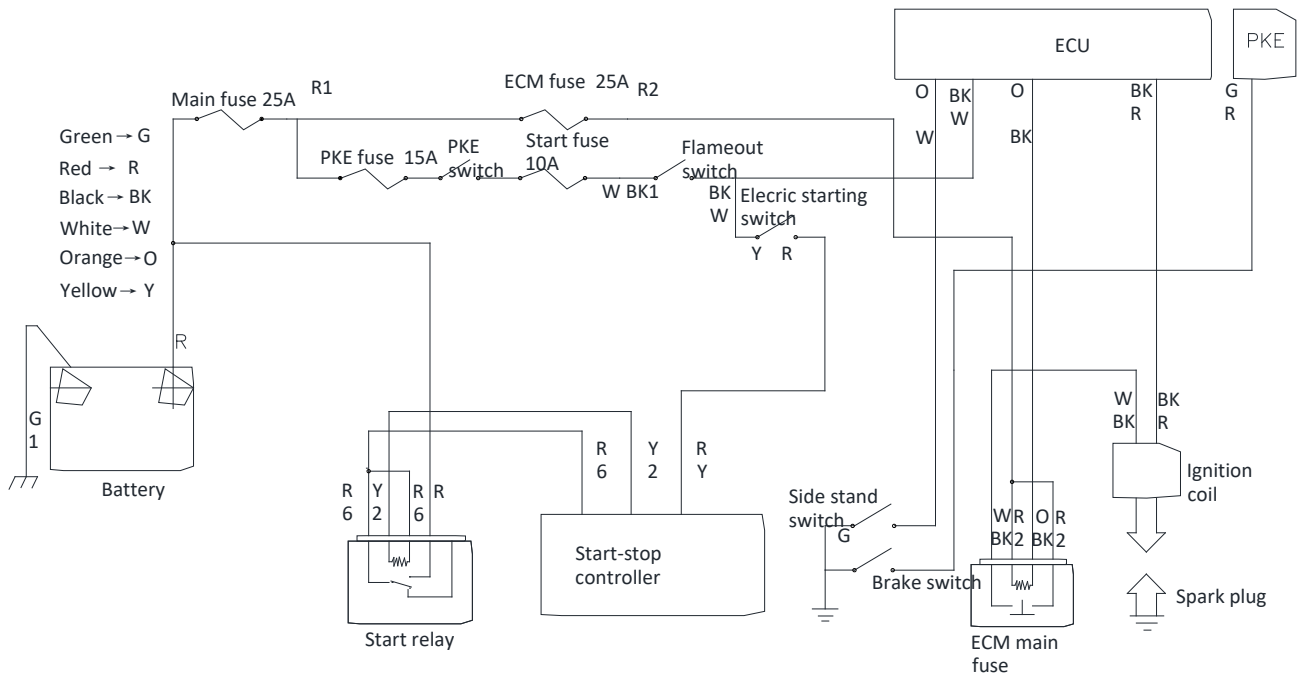 ECU
PKE
Main fuse 25A
R1
ECM fuse 25A
R2
O
BK
W
O
BK
R
G
R
W
BK
Green→G
Red → R
Black→BK
White→W
Orange→O
Yellow→ Y
PKE fuse 15A
PKE
switch
Start fuse
10A
Flameout
switch
W BK1
BK
W
Elecric starting
switch
Y R
R
G
1
Battery
R
6
Y
2
R
Y
R
6
Y
2
R
6
R
Start relay
Start-stop
controller
Side stand
switch
G
Brake switch
W
BK
R
2
O
BK
R
2
ECM main
fuse
W
BK
BK
R
Ignition
coil
Spark plug